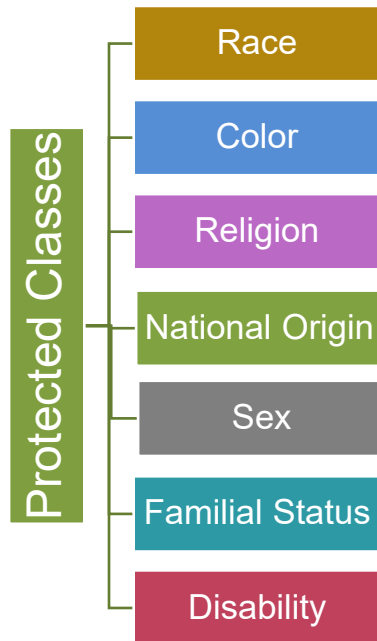 Protected Classes
Race
Color
Religion
National Origin
Sex
Familial Status
Disability